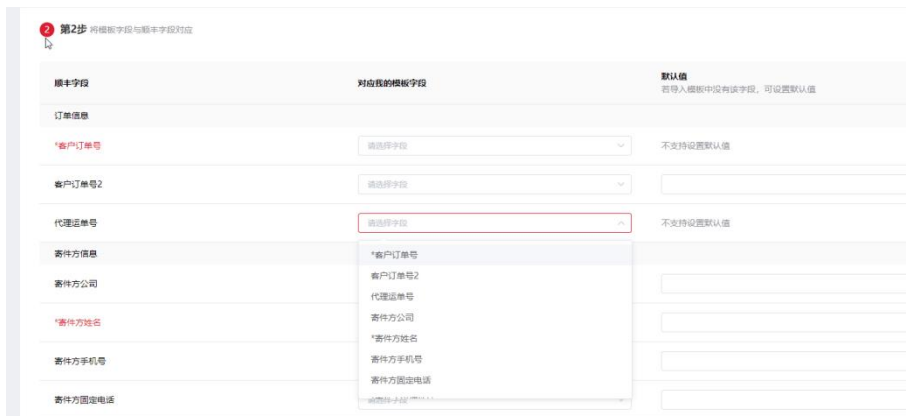 2 第2步 将模板字段与顺丰字段对应
顺丰字段 对应我的模板字段 默认值
若导入模板中没有该字段，可设置默认值
订单信息
*客户订单号 请选择字段 不支持设置默认值
客户订单号2 请选择字段
代理运单号 请选择字段 不支持设置默认值
寄件方信息 *客户订单号
客户订单号2
寄件方公司
代理运单号
寄件方公司
*寄件方姓名
*寄件方姓名
寄件方手机号 寄件方手机号
寄件方固定电话
寄件方固定电话